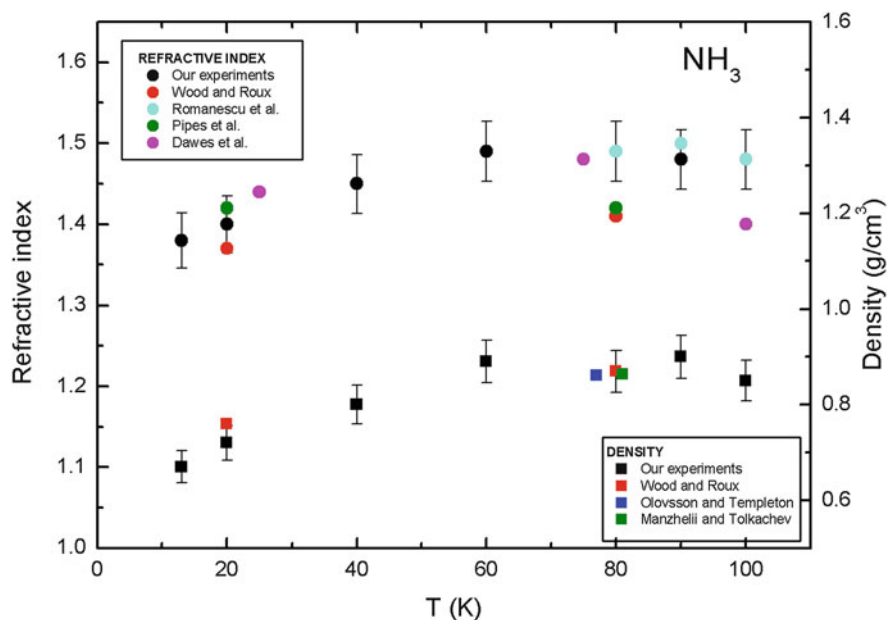 NH3
REFRACTIVE INDEX
Our experiments
Wood and Roux
Romanescu et al.
Pipes et al.
Dawes et al.
1.6
1.5
1.4
1.3
1.2
1.1
1.0
Refractive index
1.6
1.4
1.2
1.0
0.8
0.6
Density (g/cm3)
DENSITY
Our experiments
Wood and Roux
Olovsson and Templeton
Manzhelii and Tolkachev
0
20
40
60
80
100
T (K)